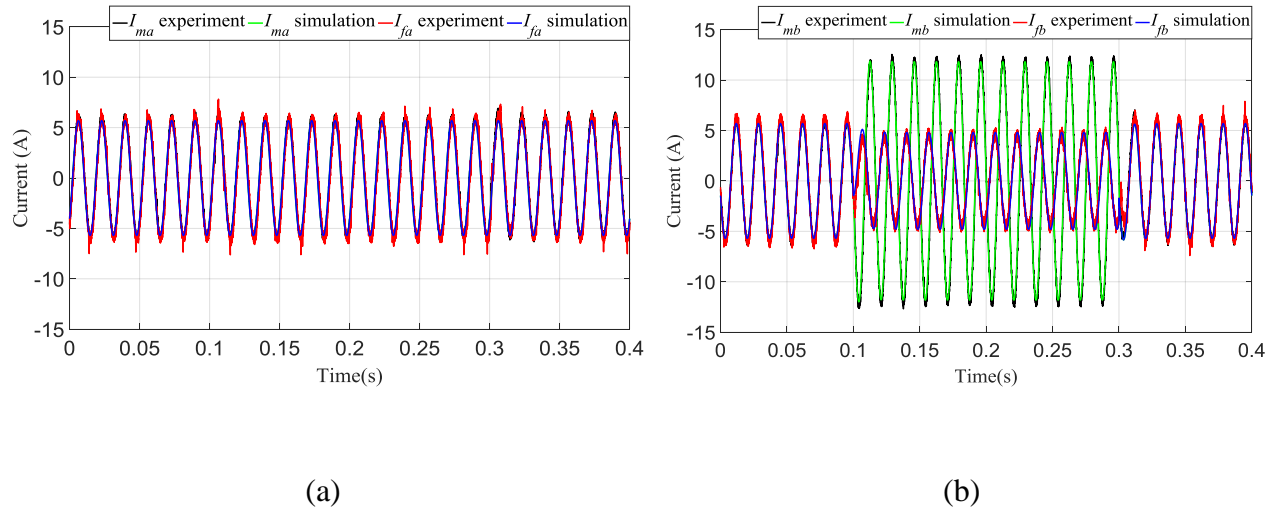 I_ma experiment I_ma simulation I_fa experiment I_fa simulation
15
10
5
0
-5
-10
-15
Current (A)
0 0.05 0.1 0.15 0.2 0.25 0.3 0.35 0.4
Time(s)
(a)
I_mb experiment I_mb simulation I_fb experiment I_fb simulation
15
10
5
0
-5
-10
-15
Current (A)
0 0.05 0.1 0.15 0.2 0.25 0.3 0.35 0.4
Time(s)
(b)